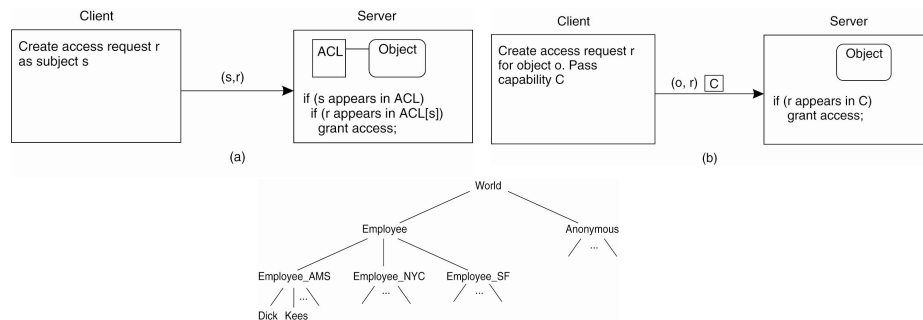 Client
Server
Create access request r
as subject s
(s,r)
ACL
Object
if (s appears in ACL)
if (r appears in ACL[s])
grant access;
(a)
Client
Server
Create access request r
for object o. Pass
capability C
(o, r) C
Object
if (r appears in C)
grant access;
(b)
World
Employee
Anonymous
...
Employee_AMS
Employee_NYC
Employee_SF
...
...
...
Dick Kees